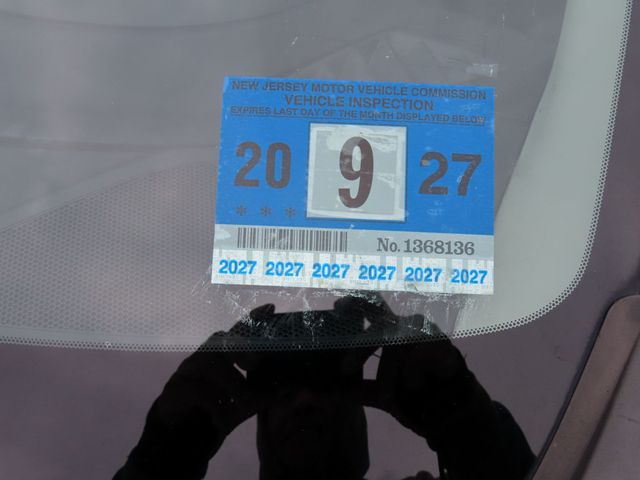 NEW JERSEY MOTOR VEHICLE COMMISSION
VEHICLE INSPECTION
EXPIRES LAST DAY OF THE MONTH DISPLAYED BELOW
20 9 27
* * *
No. 1368136
2027 2027 2027 2027 2027 2027